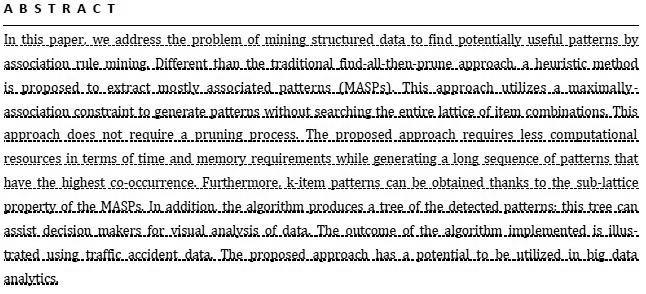 A B S T R A C T
In this paper, we address the problem of mining structured data to find potentially useful patterns by
association rule mining. Different than the traditional find-all-then-prune approach, a heuristic method
is proposed to extract mostly associated patterns (MASPs). This approach utilizes a maximally-
association constraint to generate patterns without searching the entire lattice of item combinations. This
approach does not require a pruning process. The proposed approach requires less computational
resources in terms of time and memory requirements while generating a long sequence of patterns that
have the highest co-occurrence. Furthermore, k-item patterns can be obtained thanks to the sub-lattice
property of the MASPs. In addition, the algorithm produces a tree of the detected patterns; this tree can
assist decision makers for visual analysis of data. The outcome of the algorithm implemented is illus-
trated using traffic accident data. The proposed approach has a potential to be utilized in big data
analytics.